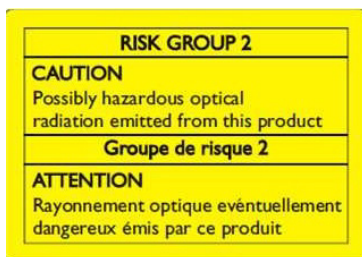 RISK GROUP 2
CAUTION
Possibly hazardous optical
radiation emitted from this product
Groupe de risque 2
ATTENTION
Rayonnement optique evéntuellement
dangereux émis par ce produit